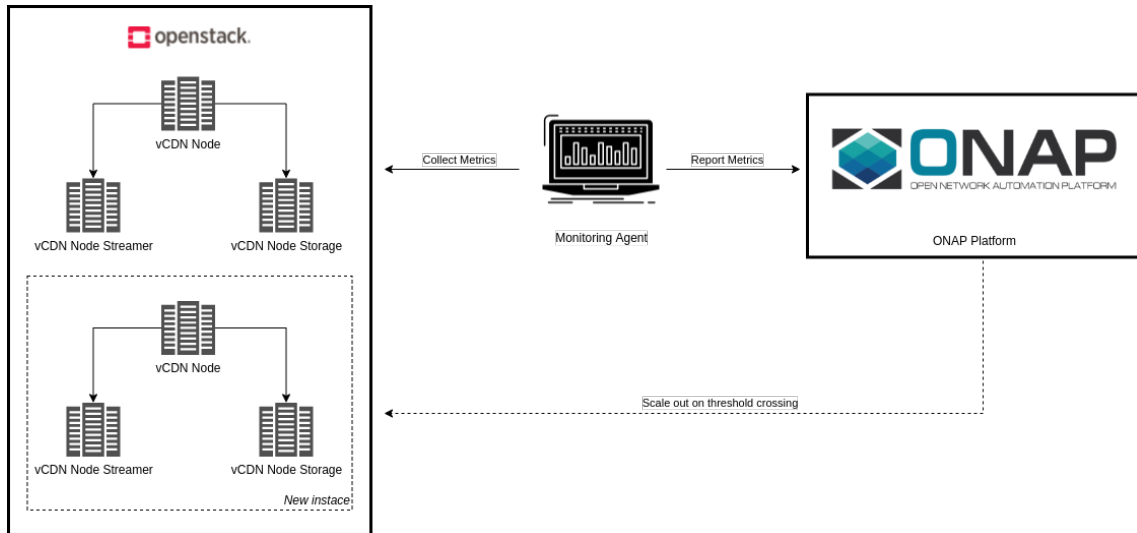 openstack.
vCDN Node
vCDN Node Streamer
vCDN Node Storage
vCDN Node
vCDN Node Streamer
vCDN Node Storage
New instace
Collect Metrics
Monitoring Agent
Report Metrics
ONAP
OPEN NETWORK AUTOMATION PLATFORM
ONAP Platform
Scale out on threshold crossing